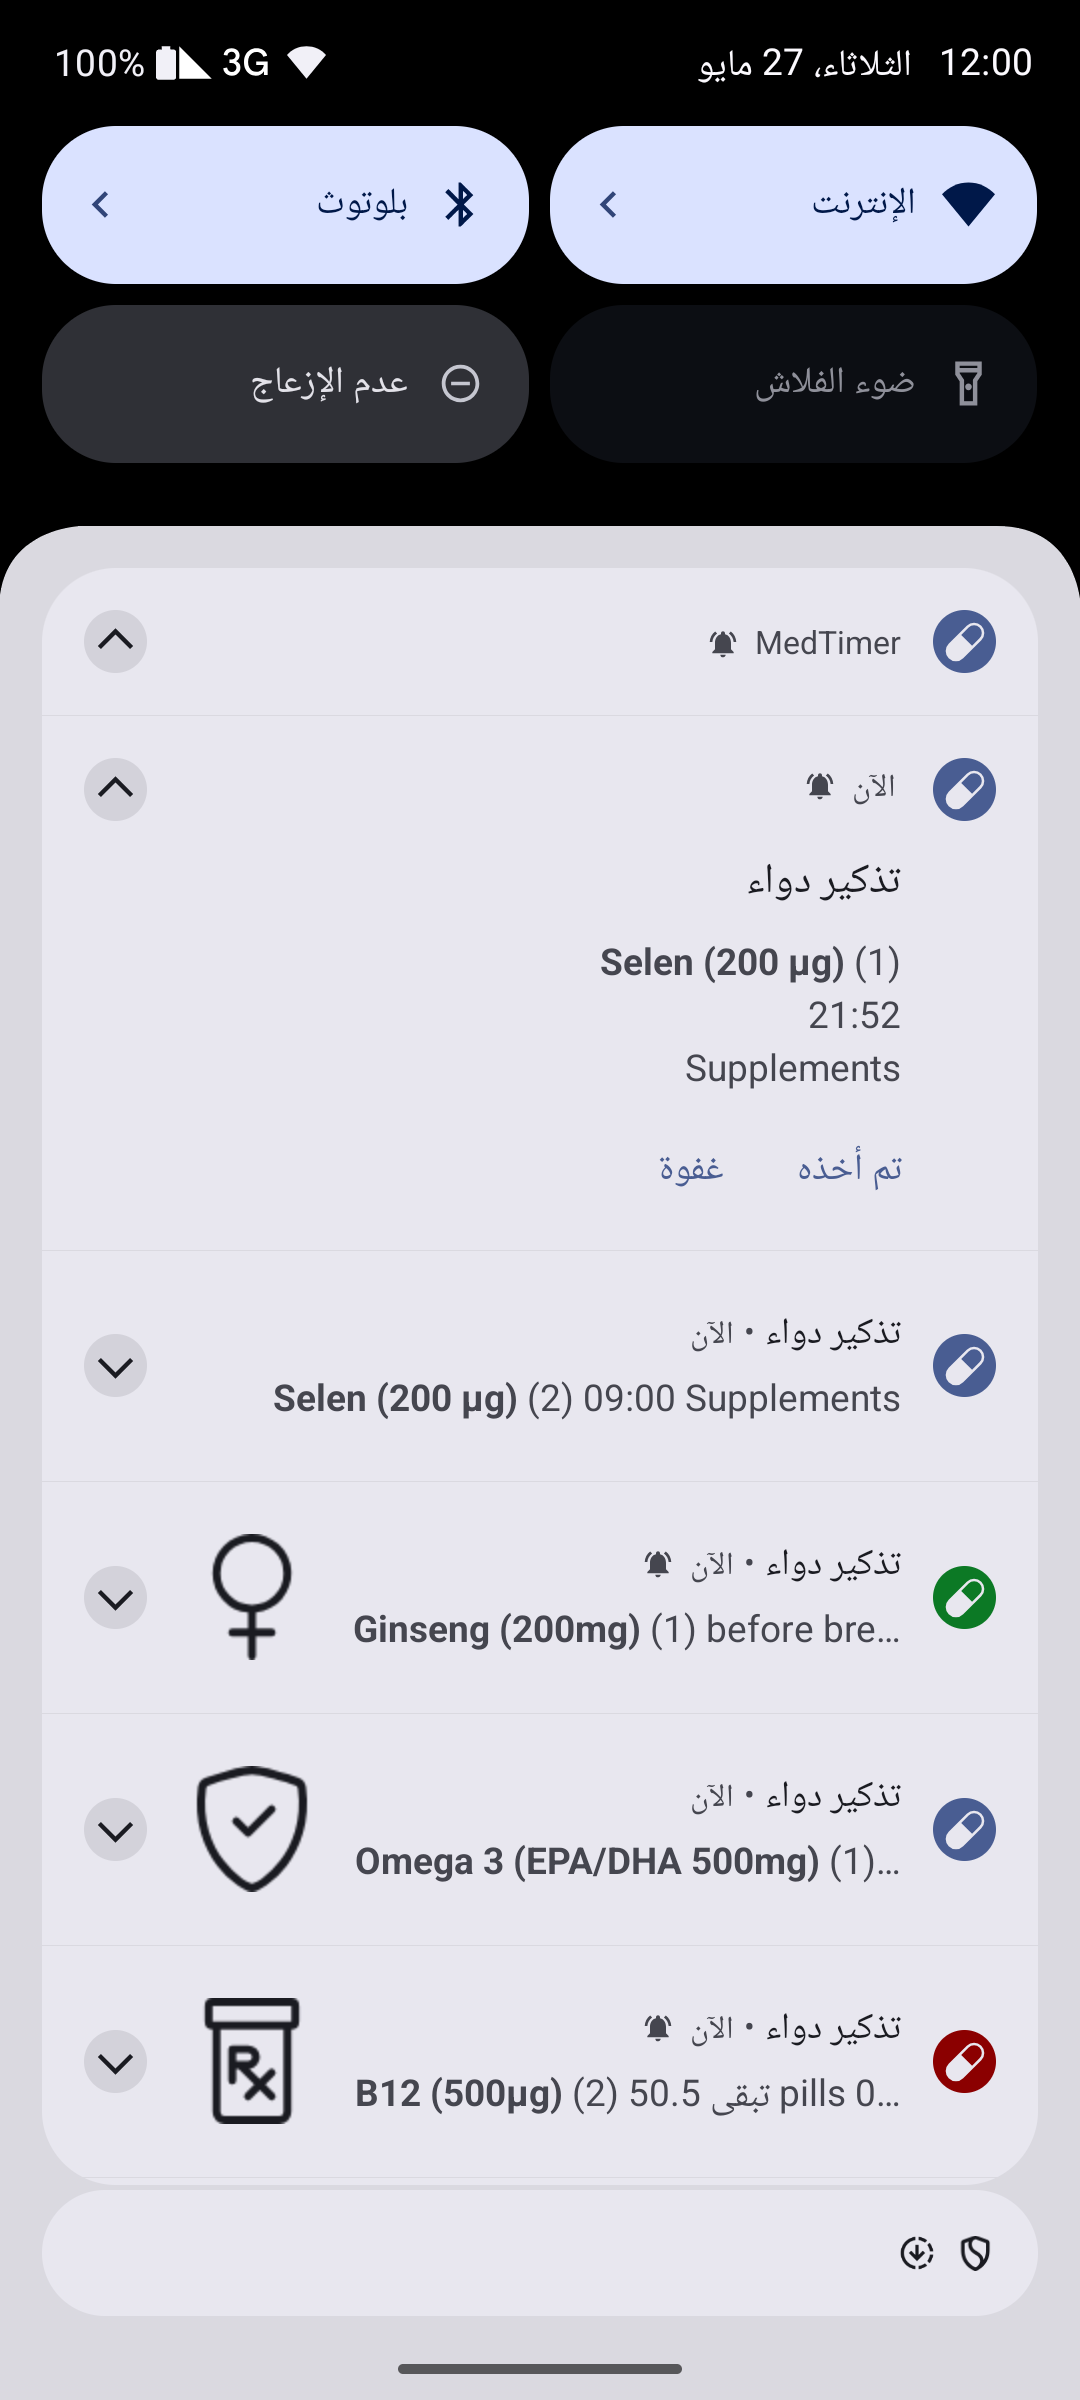 12:00 الثلاثاء، 27 مايو
3G 100%
الإنترنت
بلوتوث
ضوء الفلاش
عدم الإزعاج
MedTimer
الآن
تذكير دواء
Selen (200 µg) (1)
21:52
Supplements
تم أخذه
غفوة
تذكير دواء • الآن
Selen (200 µg) (2) 09:00 Supplements
تذكير دواء • الآن
Ginseng (200mg) (1) before bre…
تذكير دواء • الآن
Omega 3 (EPA/DHA 500mg) (1)…
تذكير دواء • الآن
B12 (500µg) (2) 50.5 تبقى pills 0…
Rx